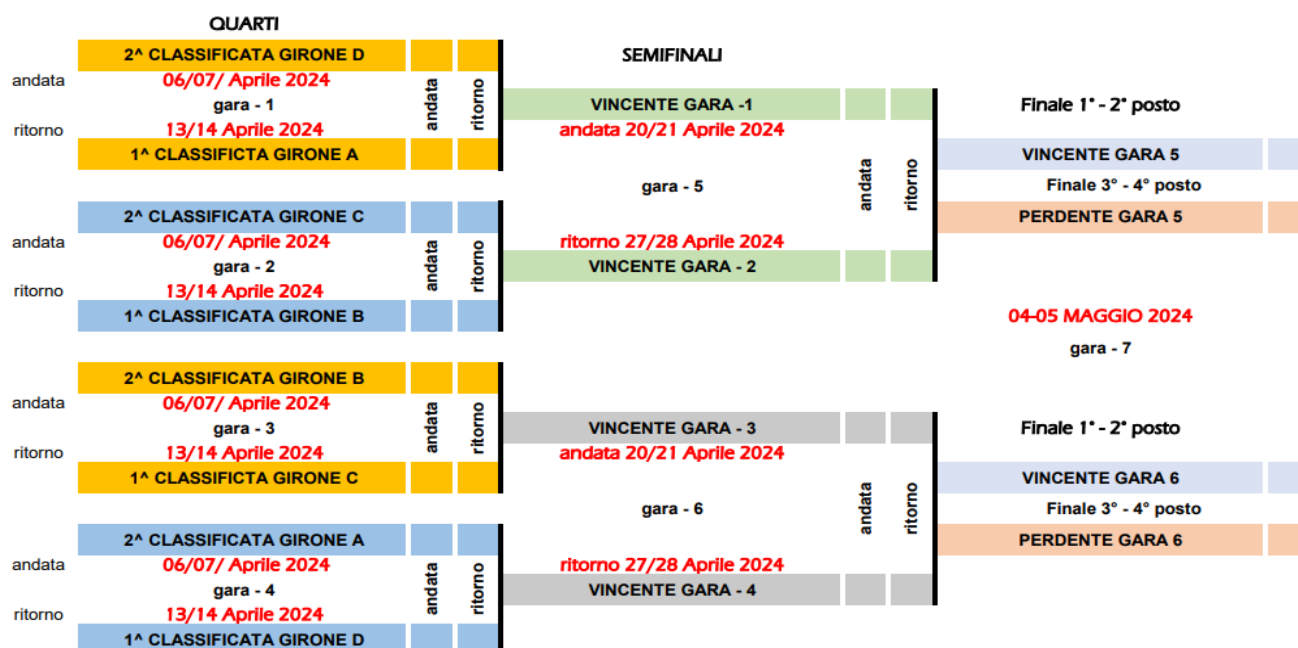 QUARTI
2^ CLASSIFICATA GIRONE D
andata
06/07/ Aprile 2024
gara - 1
ritorno
13/14 Aprile 2024
1^ CLASSIFICTA GIRONE A
andata
ritorno
2^ CLASSIFICATA GIRONE C
andata
06/07/ Aprile 2024
gara - 2
ritorno
13/14 Aprile 2024
1^ CLASSIFICATA GIRONE B
andata
ritorno
2^ CLASSIFICATA GIRONE B
andata
06/07/ Aprile 2024
gara - 3
ritorno
13/14 Aprile 2024
1^ CLASSIFICTA GIRONE C
andata
ritorno
2^ CLASSIFICATA GIRONE A
andata
06/07/ Aprile 2024
gara - 4
ritorno
13/14 Aprile 2024
1^ CLASSIFICATA GIRONE D
andata
ritorno
SEMIFINALI
VINCENTE GARA -1
andata 20/21 Aprile 2024
gara - 5
ritorno 27/28 Aprile 2024
VINCENTE GARA - 2
andata
ritorno
VINCENTE GARA - 3
andata 20/21 Aprile 2024
gara - 6
ritorno 27/28 Aprile 2024
VINCENTE GARA - 4
andata
ritorno
Finale 1° - 2° posto
VINCENTE GARA 5
Finale 3° - 4° posto
PERDENTE GARA 5
04-05 MAGGIO 2024
gara - 7
Finale 1° - 2° posto
VINCENTE GARA 6
Finale 3° - 4° posto
PERDENTE GARA 6